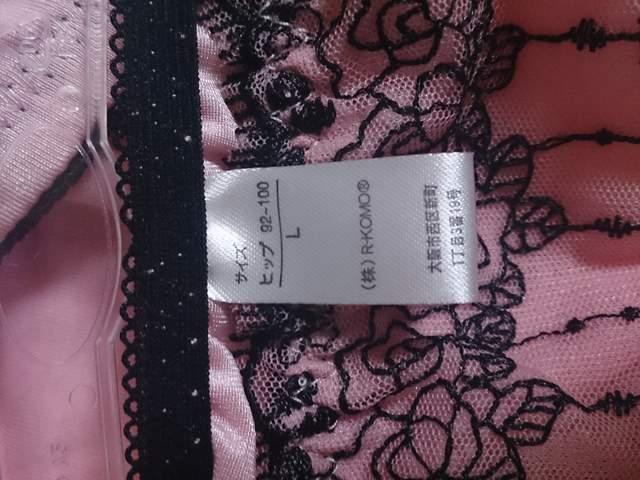 サイズ
ヒップ 92-100
L
(株) R-KOMO®
大阪市西区新町
1丁目3番19号